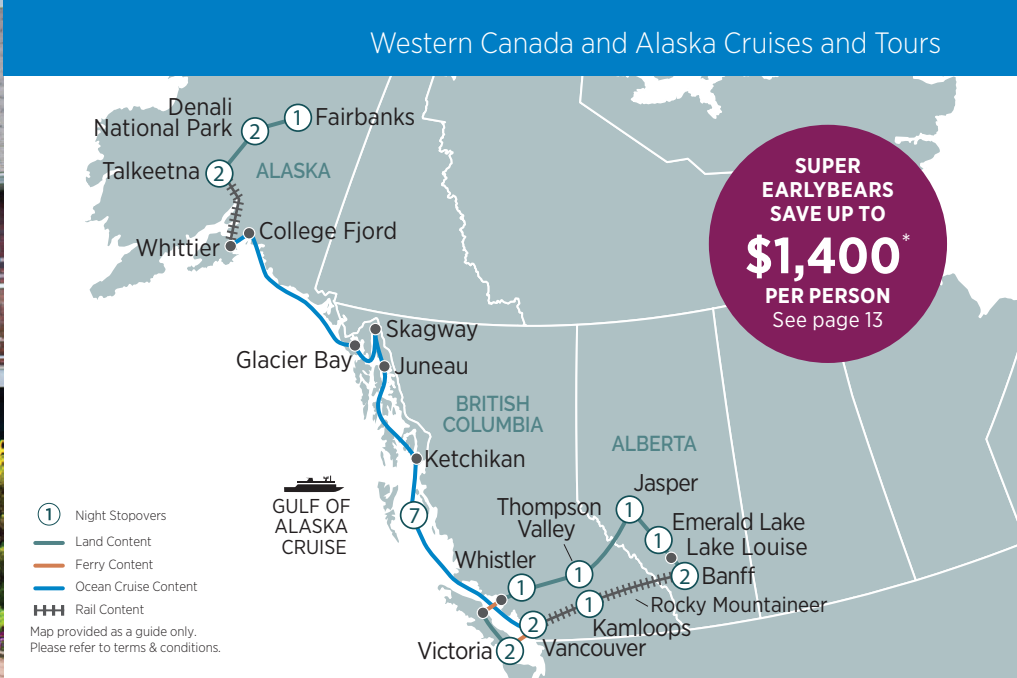 Western Canada and Alaska Cruises and Tours
Denali
National Park
2
1
Fairbanks
Talkeetna
2
ALASKA
Whittier
College Fjord
SUPER
EARLYBEARS
SAVE UP TO
$1,400*
PER PERSON
See page 13
Skagway
Glacier Bay
Juneau
BRITISH
COLUMBIA
ALBERTA
Ketchikan
GULF OF
ALASKA
CRUISE
7
Jasper
1
Thompson
Valley
1
Emerald Lake
1
Lake Louise
Whistler
1
2
Banff
Rocky Mountaineer
1
Kamloops
2
Vancouver
Victoria
2
1 Night Stopovers
Land Content
Ferry Content
Ocean Cruise Content
Rail Content
Map provided as a guide only.
Please refer to terms & conditions.